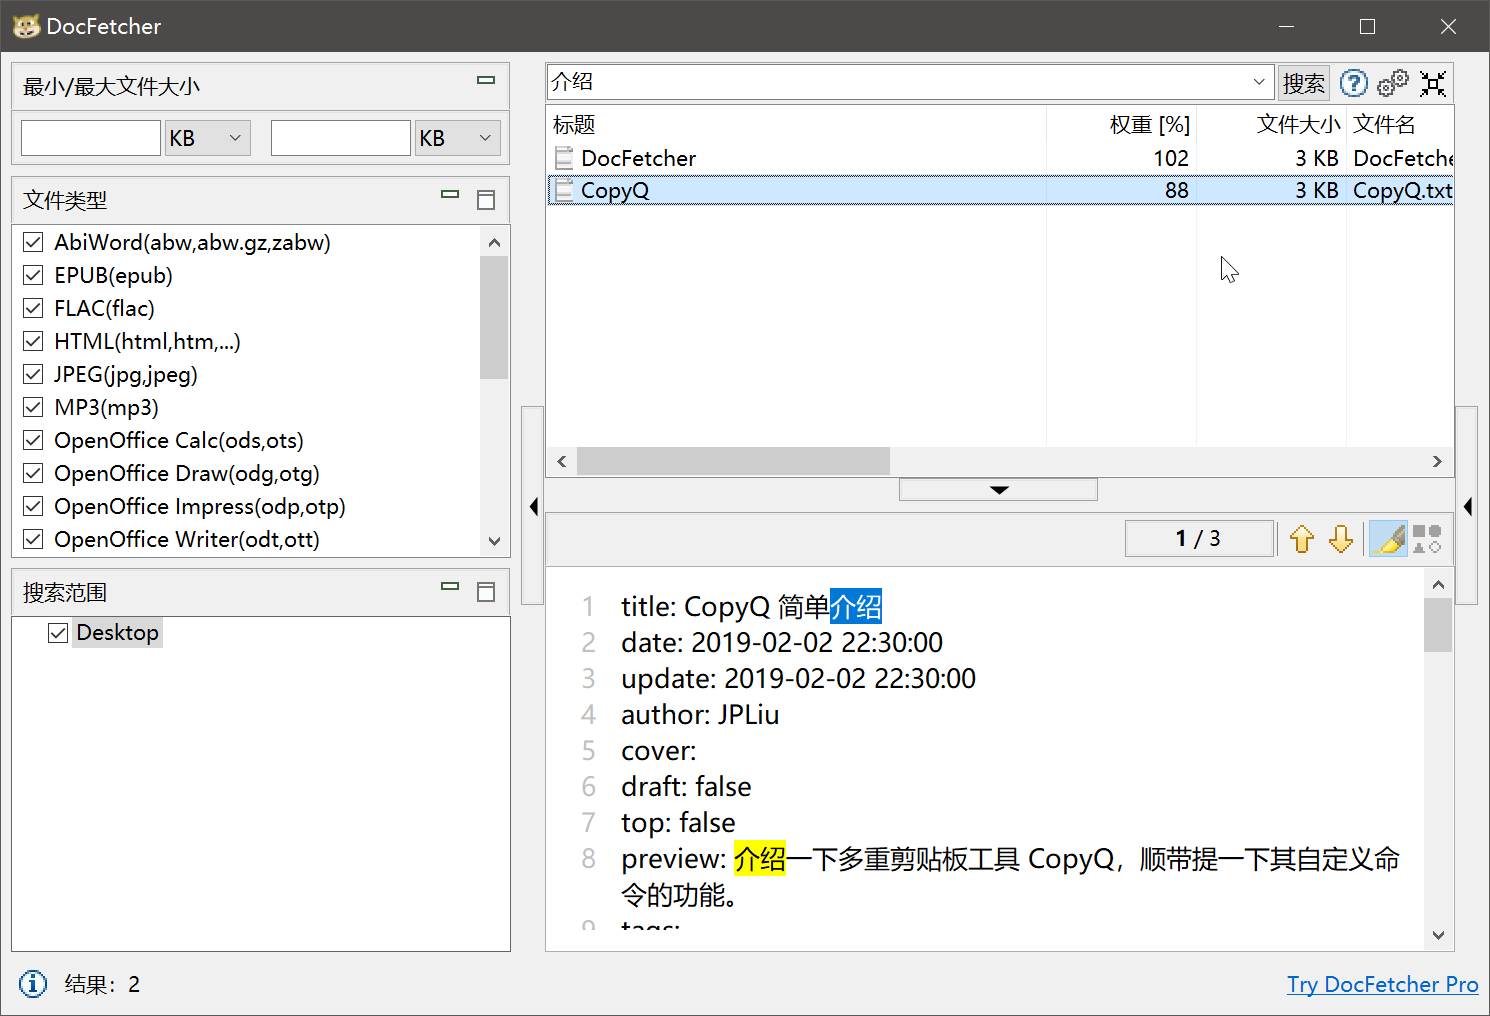 DocFetcher
最小/最大文件大小
KB
KB
文件类型
AbiWord(abw,abw.gz,zabw)
EPUB(epub)
FLAC(flac)
HTML(html,htm,...)
JPEG(jpg,jpeg)
MP3(mp3)
OpenOffice Calc(ods,ots)
OpenOffice Draw(odg,otg)
OpenOffice Impress(odp,otp)
OpenOffice Writer(odt,ott)
搜索范围
Desktop
介绍
搜索
标题 权重 [%] 文件大小 文件名
DocFetcher 102 3 KB DocFetche
CopyQ 88 3 KB CopyQ.txt
1 / 3
1 title: CopyQ 简单介绍
2 date: 2019-02-02 22:30:00
3 update: 2019-02-02 22:30:00
4 author: JPLiu
5 cover:
6 draft: false
7 top: false
8 preview: 介绍一下多重剪贴板工具 CopyQ，顺带提一下其自定义命
令的功能。
9 tags:
结果：2
Try DocFetcher Pro